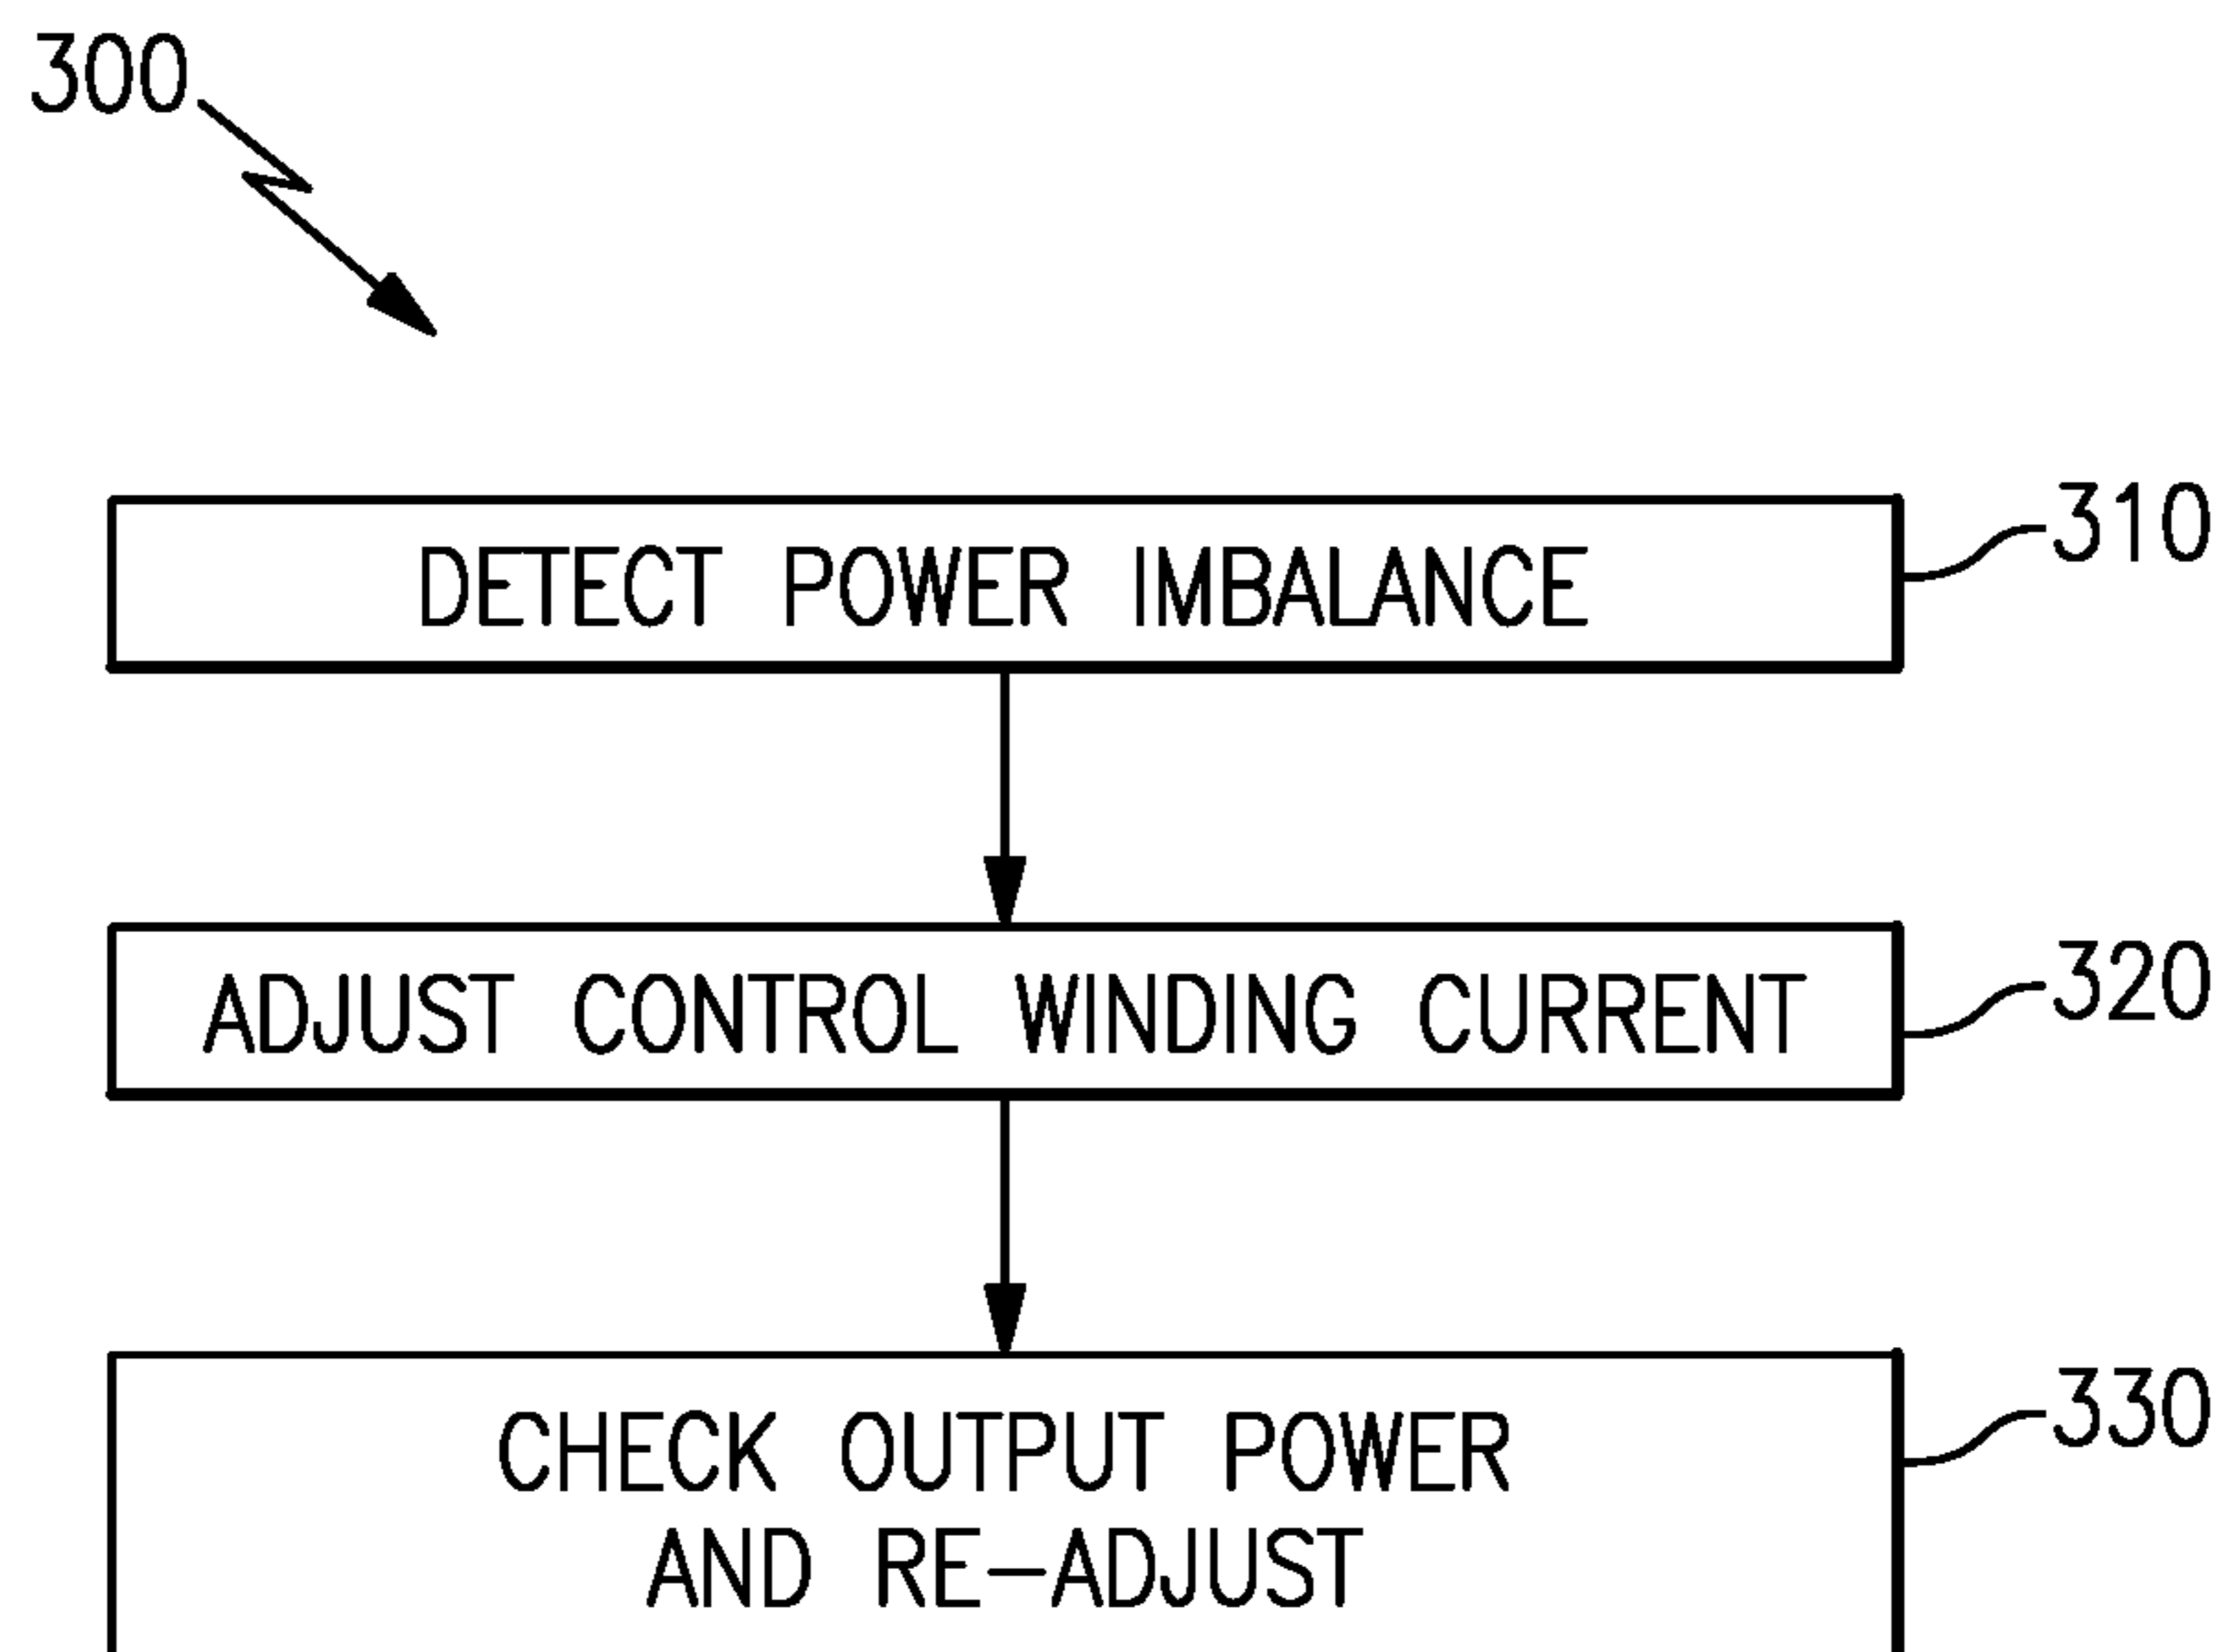 300
DETECT POWER IMBALANCE
310
ADJUST CONTROL WINDING CURRENT
320
CHECK OUTPUT POWER
330
AND RE-ADJUST